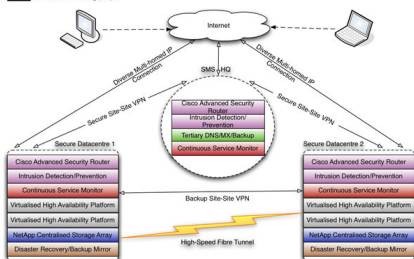 Internet
Diverse Multi-homed IP
Connection
Diverse Multi-homed IP
Connection
SMS HQ
Secure Site-Site VPN
Secure Site-Site VPN
Cisco Advanced Security
Router
Intrusion Detection/
Prevention
Tertiary DNS/MX/Backup
Continuous Service Monitor
Secure Datacentre 1
Cisco Advanced Security Router
Intrusion Detection/Prevention
Continuous Service Monitor
Virtualised High Availability Platform
Virtualised High Availability Platform
NetApp Centralised Storage Array
Disaster Recovery/Backup Mirror
Backup Site-Site VPN
High-Speed Fibre Tunnel
Secure Datacentre 2
Cisco Advanced Security Router
Intrusion Detection/Prevention
Continuous Service Monitor
Virtualised High Availability Platform
Virtualised High Availability Platform
NetApp Centralised Storage Array
Disaster Recovery/Backup Mirror